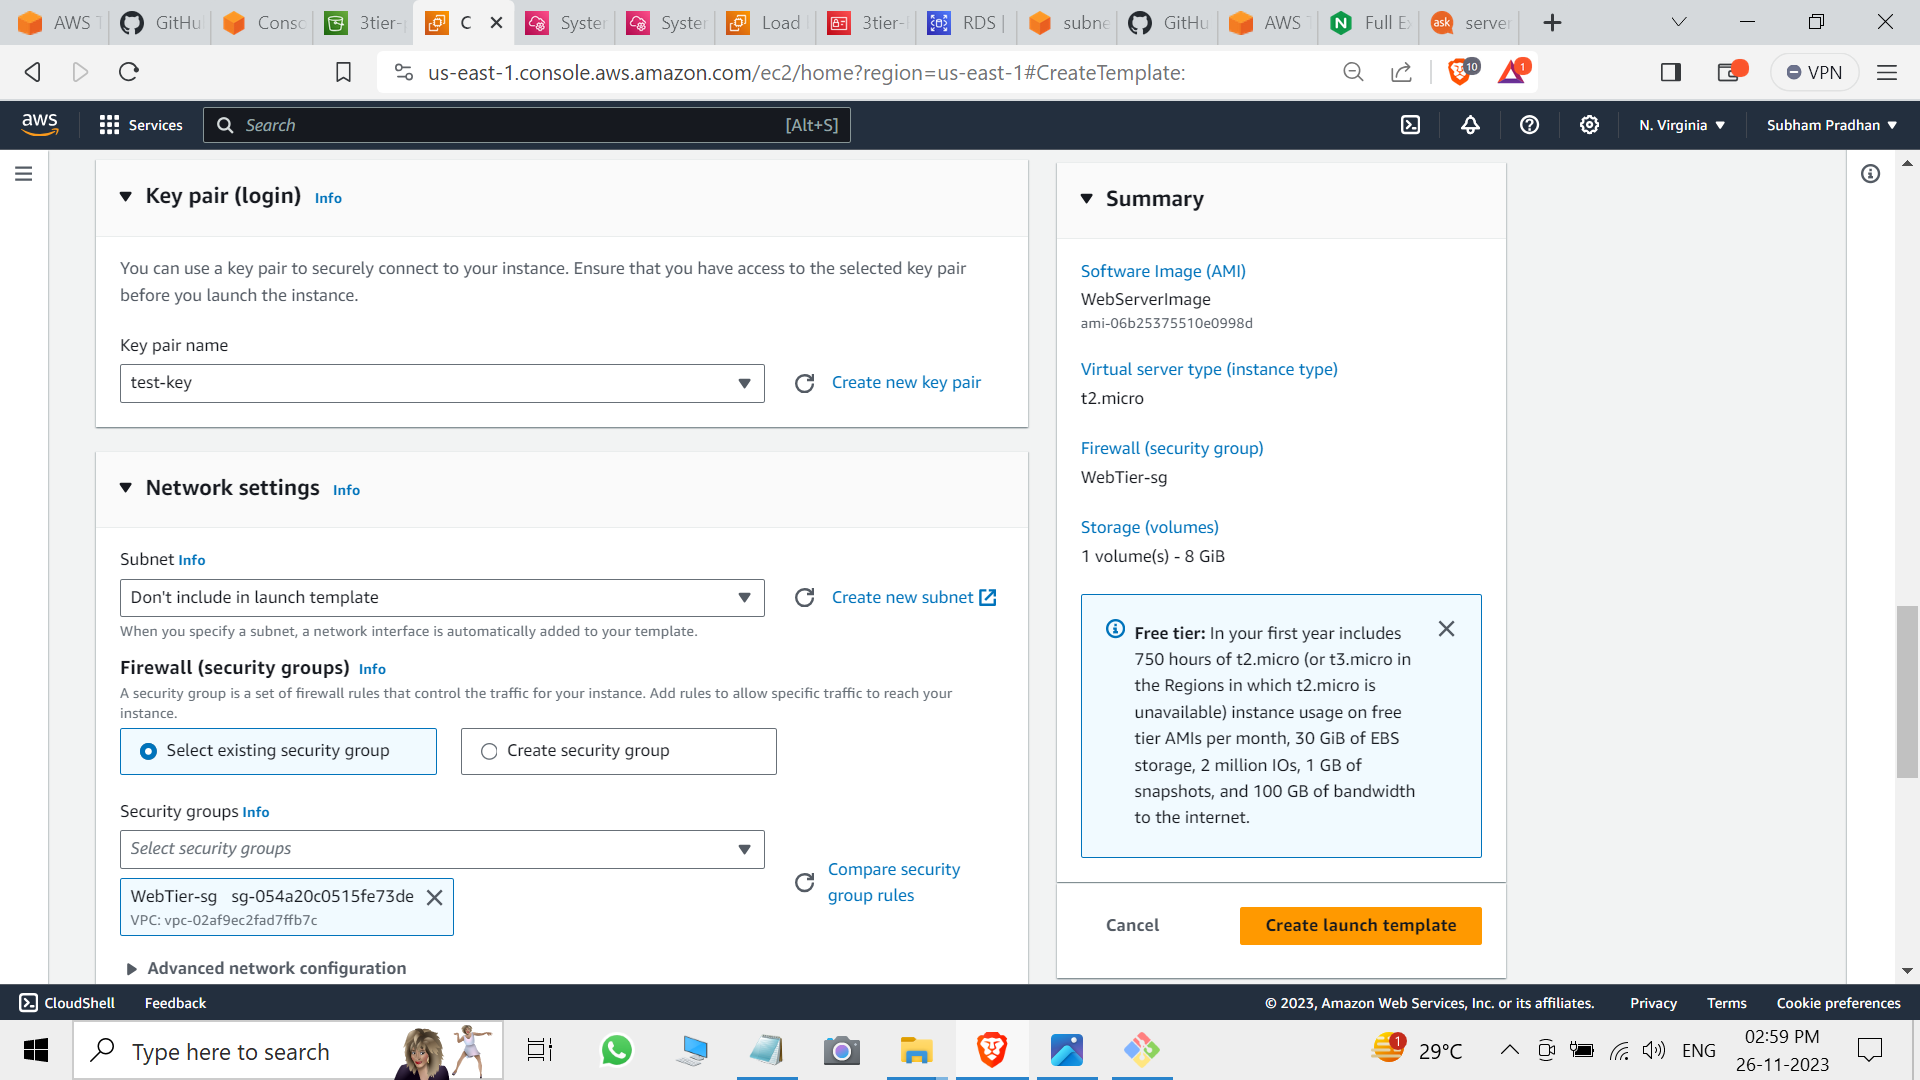 AWS T
GitHu
Conso
3tier-
C
System
System
Load
3tier-
RDS |
subne
GitHu
AWS T
Full Ex
server
us-east-1.console.aws.amazon.com/ec2/home?region=us-east-1#CreateTemplate:
10
1
VPN
aws
Services
Search
[Alt+S]
N. Virginia
Subham Pradhan
Key pair (login) Info
You can use a key pair to securely connect to your instance. Ensure that you have access to the selected key pair
before you launch the instance.
Key pair name
test-key
Create new key pair
Network settings Info
Subnet Info
Don't include in launch template
Create new subnet
When you specify a subnet, a network interface is automatically added to your template.
Firewall (security groups) Info
A security group is a set of firewall rules that control the traffic for your instance. Add rules to allow specific traffic to reach your
instance.
Select existing security group
Create security group
Security groups Info
Select security groups
Compare security
group rules
WebTier-sg sg-054a20c0515fe73de
VPC: vpc-02af9ec2fad7ffb7c
Advanced network configuration
Summary
Software Image (AMI)
WebServerImage
ami-06b25375510e0998d
Virtual server type (instance type)
t2.micro
Firewall (security group)
WebTier-sg
Storage (volumes)
1 volume(s) - 8 GiB
Free tier: In your first year includes
750 hours of t2.micro (or t3.micro in
the Regions in which t2.micro is
unavailable) instance usage on free
tier AMIs per month, 30 GiB of EBS
storage, 2 million IOs, 1 GB of
snapshots, and 100 GB of bandwidth
to the internet.
Cancel
Create launch template
CloudShell
Feedback
© 2023, Amazon Web Services, Inc. or its affiliates.
Privacy
Terms
Cookie preferences
Type here to search
1
29°C
ENG
02:59 PM
26-11-2023